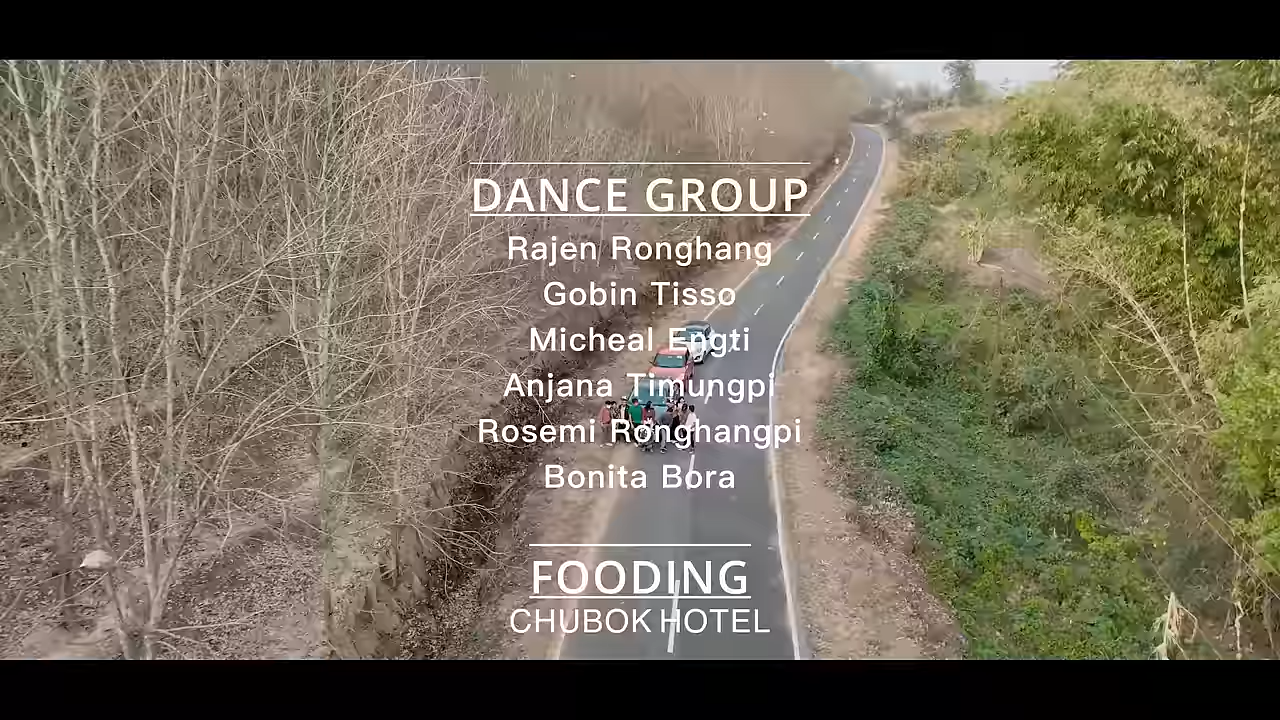 DANCE GROUP
Rajen Ronghang
Gobin Tisso
Micheal Engti
Anjana Timungpi
Rosemi Ronghangpi
Bonita Bora
FOODING
CHUBOK HOTEL